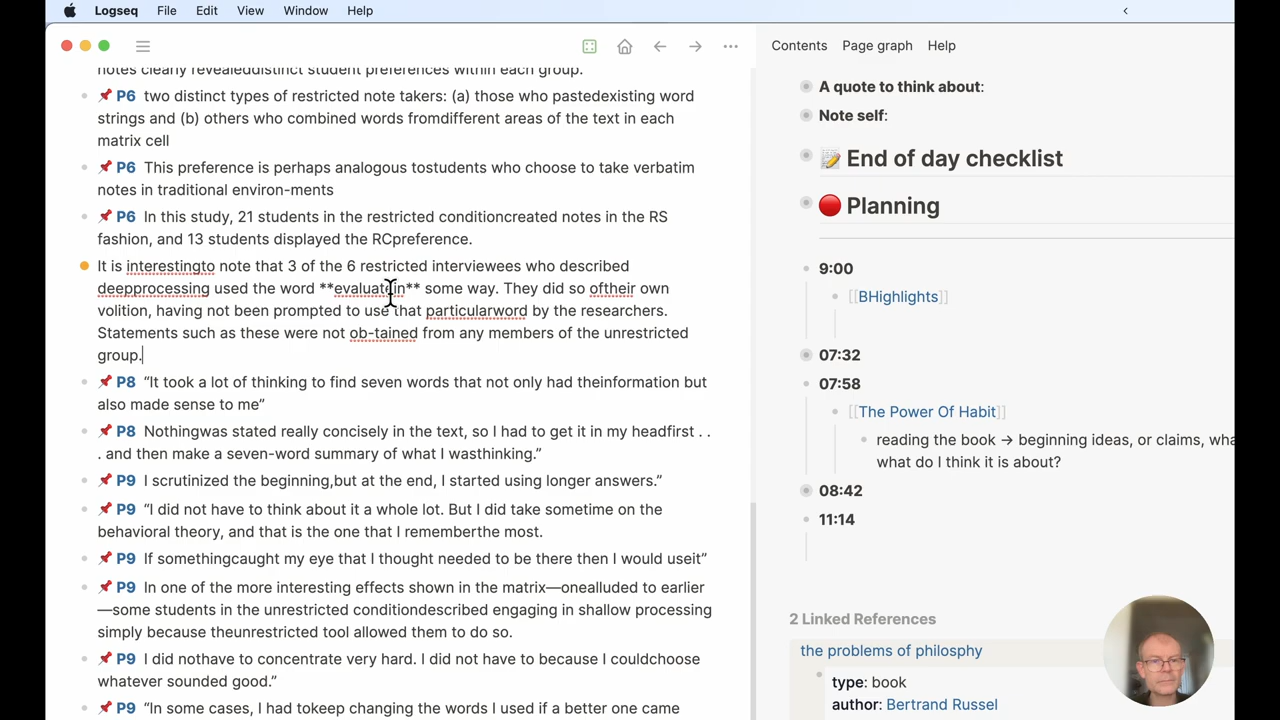 Logseq File Edit View Window Help
notes clearly revealeddistinct student preferences within each group.
P6 two distinct types of restricted note takers: (a) those who pastedexisting word
strings and (b) others who combined words fromdifferent areas of the text in each
matrix cell
P6 This preference is perhaps analogous tostudents who choose to take verbatim
notes in traditional environ-ments
P6 In this study, 21 students in the restricted conditioncreated notes in the RS
fashion, and 13 students displayed the RCpreference.
It is interestingto note that 3 of the 6 restricted interviewees who described
deepprocessing used the word **evaluatein** some way. They did so oftheir own
volition, having not been prompted to use that particularword by the researchers.
Statements such as these were not ob-tained from any members of the unrestricted
group.
P8 “It took a lot of thinking to find seven words that not only had theinformation but
also made sense to me”
P8 Nothingwas stated really concisely in the text, so I had to get it in my headfirst . .
. and then make a seven-word summary of what I wasthinking.”
P9 I scrutinized the beginning,but at the end, I started using longer answers.”
P9 “I did not have to think about it a whole lot. But I did take sometime on the
behavioral theory, and that is the one that I rememberthe most.
P9 If somethingcaught my eye that I thought needed to be there then I would useit”
P9 In one of the more interesting effects shown in the matrix—onealluded to earlier
—some students in the unrestricted conditiondescribed engaging in shallow processing
simply because theunrestricted tool allowed them to do so.
P9 I did nothave to concentrate very hard. I did not have to because I couldchoose
whatever sounded good.”
P9 “In some cases, I had tokeep changing the words I used if a better one came
Contents Page graph Help
A quote to think about:
Note self:
End of day checklist
Planning
9:00
[[BHighlights]]
07:32
07:58
[[The Power Of Habit]]
reading the book → beginning ideas, or claims, wha
what do I think it is about?
08:42
11:14
2 Linked References
the problems of philosphy
type: book
author: Bertrand Russel